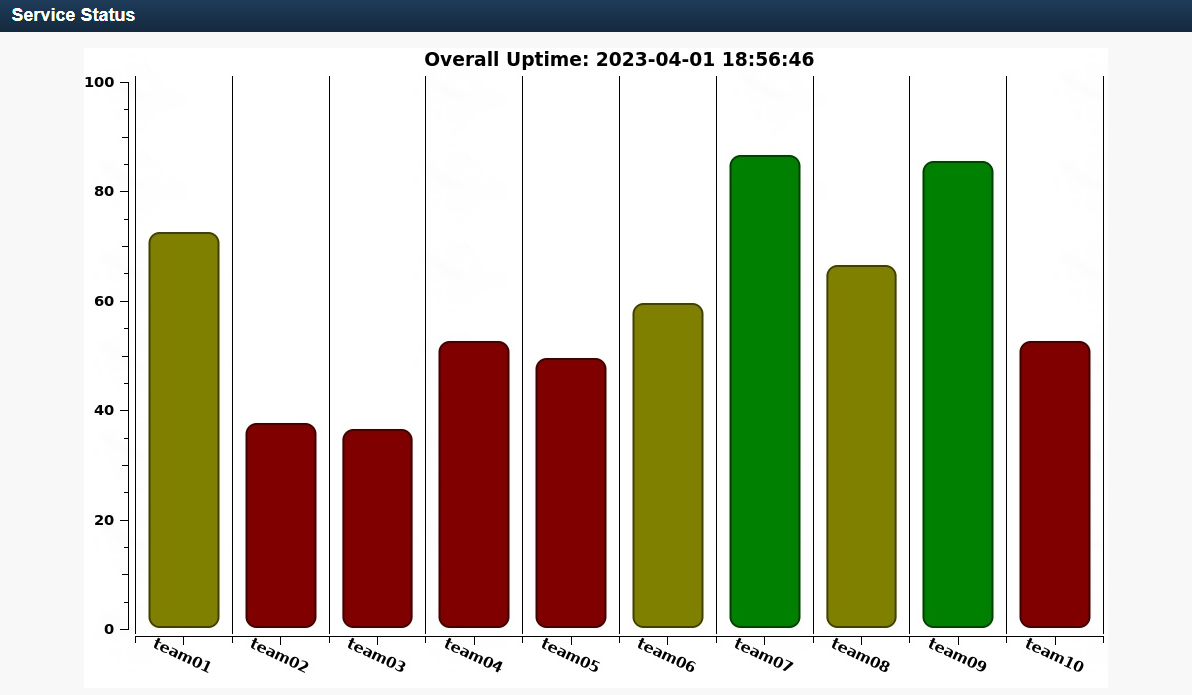 Service Status
Overall Uptime: 2023-04-01 18:56:46
100
80
60
40
20
0
team01 team02 team03 team04 team05 team06 team07 team08 team09 team10